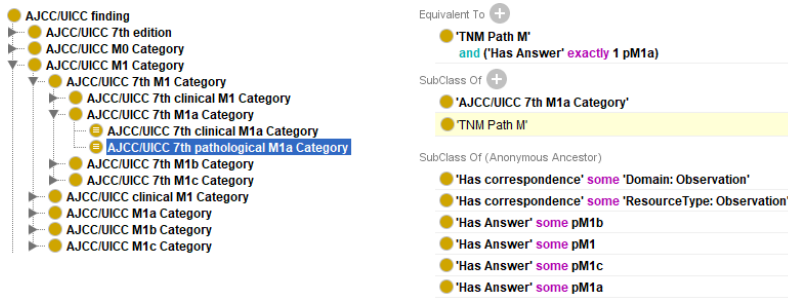 AJCC/UICC finding
AJCC/UICC 7th edition
AJCC/UICC M0 Category
AJCC/UICC M1 Category
AJCC/UICC 7th M1 Category
AJCC/UICC 7th clinical M1 Category
AJCC/UICC 7th M1a Category
AJCC/UICC 7th clinical M1a Category
AJCC/UICC 7th pathological M1a Category
AJCC/UICC 7th M1b Category
AJCC/UICC 7th M1c Category
AJCC/UICC clinical M1 Category
AJCC/UICC M1a Category
AJCC/UICC M1b Category
AJCC/UICC M1c Category
Equivalent To
'TNM Path M'
and ('Has Answer' exactly 1 pM1a)
SubClass Of
'AJCC/UICC 7th M1a Category'
'TNM Path M'
SubClass Of (Anonymous Ancestor)
'Has correspondence' some 'Domain: Observation'
'Has correspondence' some 'ResourceType: Observation'
'Has Answer' some pM1b
'Has Answer' some pM1
'Has Answer' some pM1c
'Has Answer' some pM1a